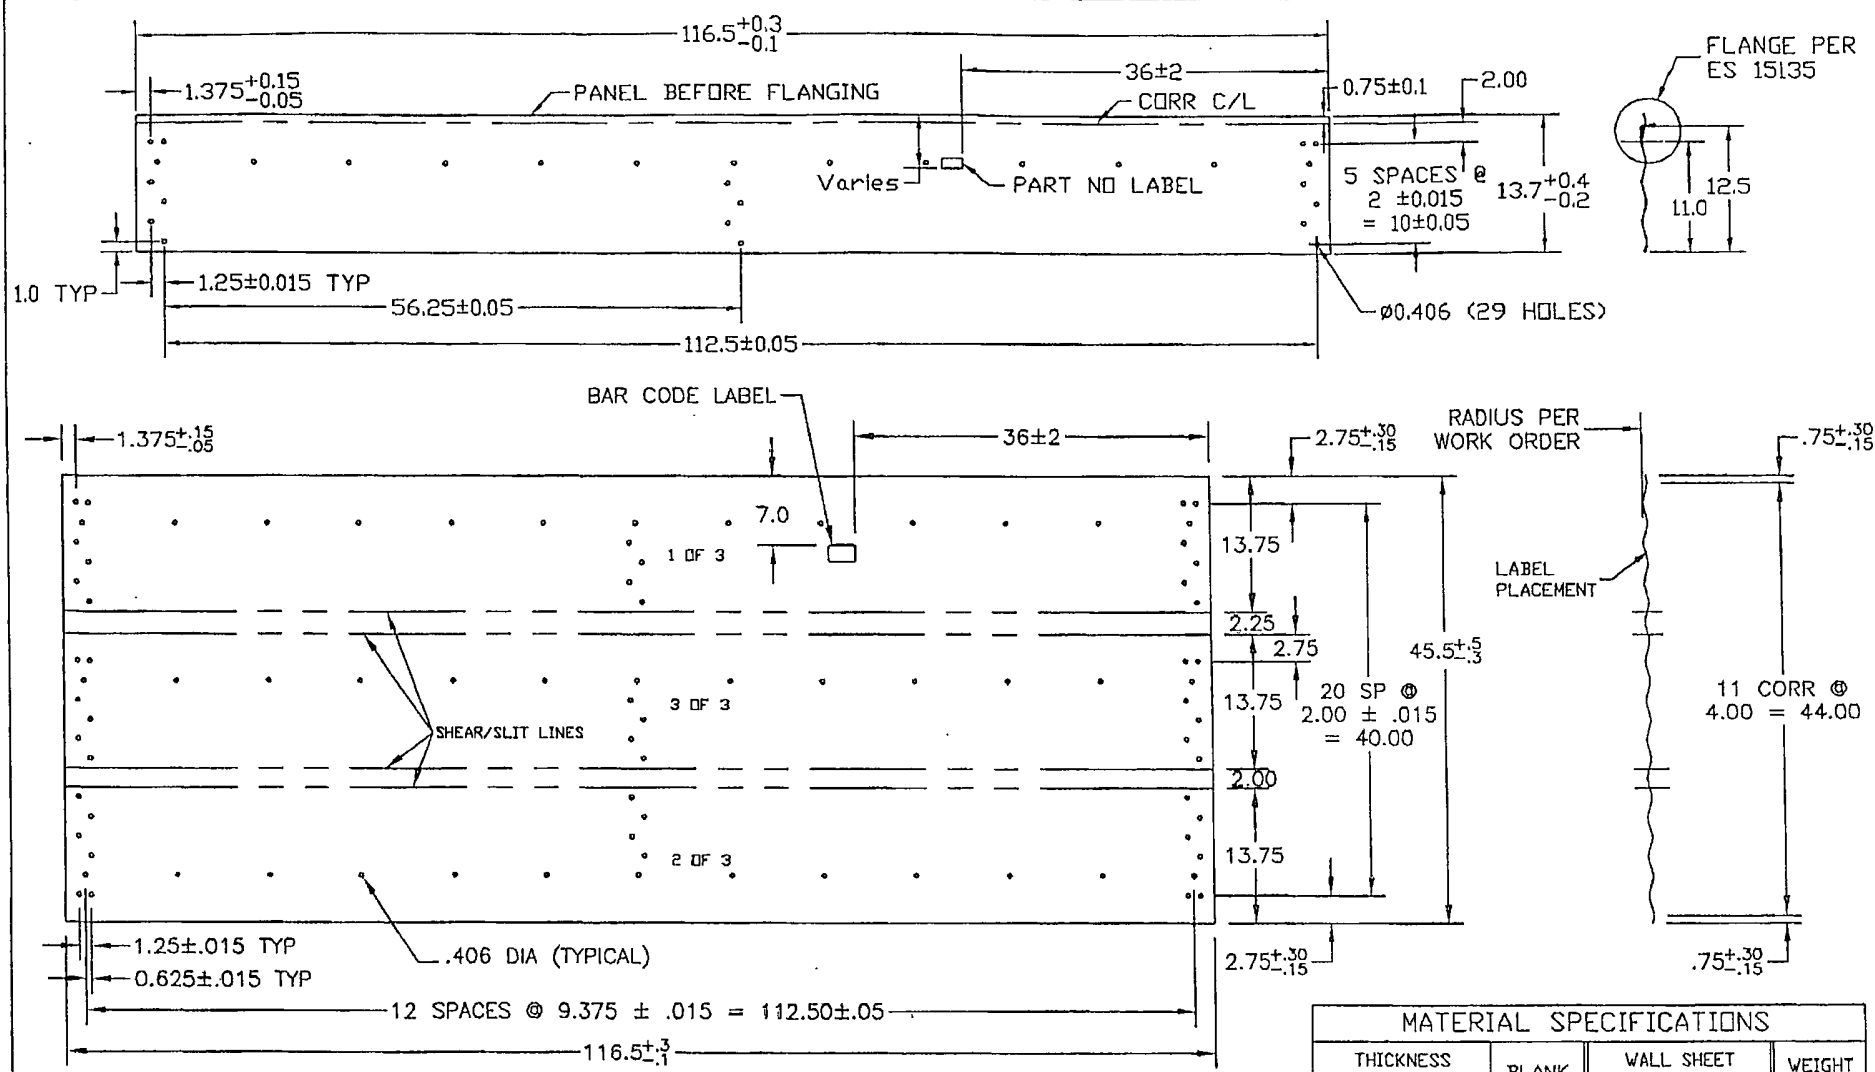 116.5+0.3-0.1
FLANGE PER
ES 15135
36±2
1.375+0.15-0.05
PANEL BEFORE FLANGING
CORR C/L
0.75±0.1
2.00
Varies
PART NO LABEL
5 SPACES @
2 ±0.015
= 10±0.05
13.7+0.4-0.2
11.0
12.5
1.0 TYP
1.25±0.015 TYP
56.25±0.05
ø0.406 (29 HOLES)
112.5±0.05
BAR CODE LABEL
RADIUS PER
WORK ORDER
1.375+.15-.05
36±2
2.75+.30-.15
.75+.30-.15
7.0
1 OF 3
13.75
LABEL
PLACEMENT
2.25
2.75
45.5+.5-.3
3 OF 3
13.75
20 SP @
2.00 ± .015
= 40.00
11 CORR @
4.00 = 44.00
SHEAR/SLIT LINES
2.00
2 OF 3
13.75
1.25±.015 TYP
.406 DIA (TYPICAL)
2.75+.30-.15
.75+.30-.15
0.625±.015 TYP
12 SPACES @ 9.375 ± .015 = 112.50±.05
116.5+.3-.1
MATERIAL SPECIFICATIONS
THICKNESS
BLANK
WALL SHEET
WEIGHT